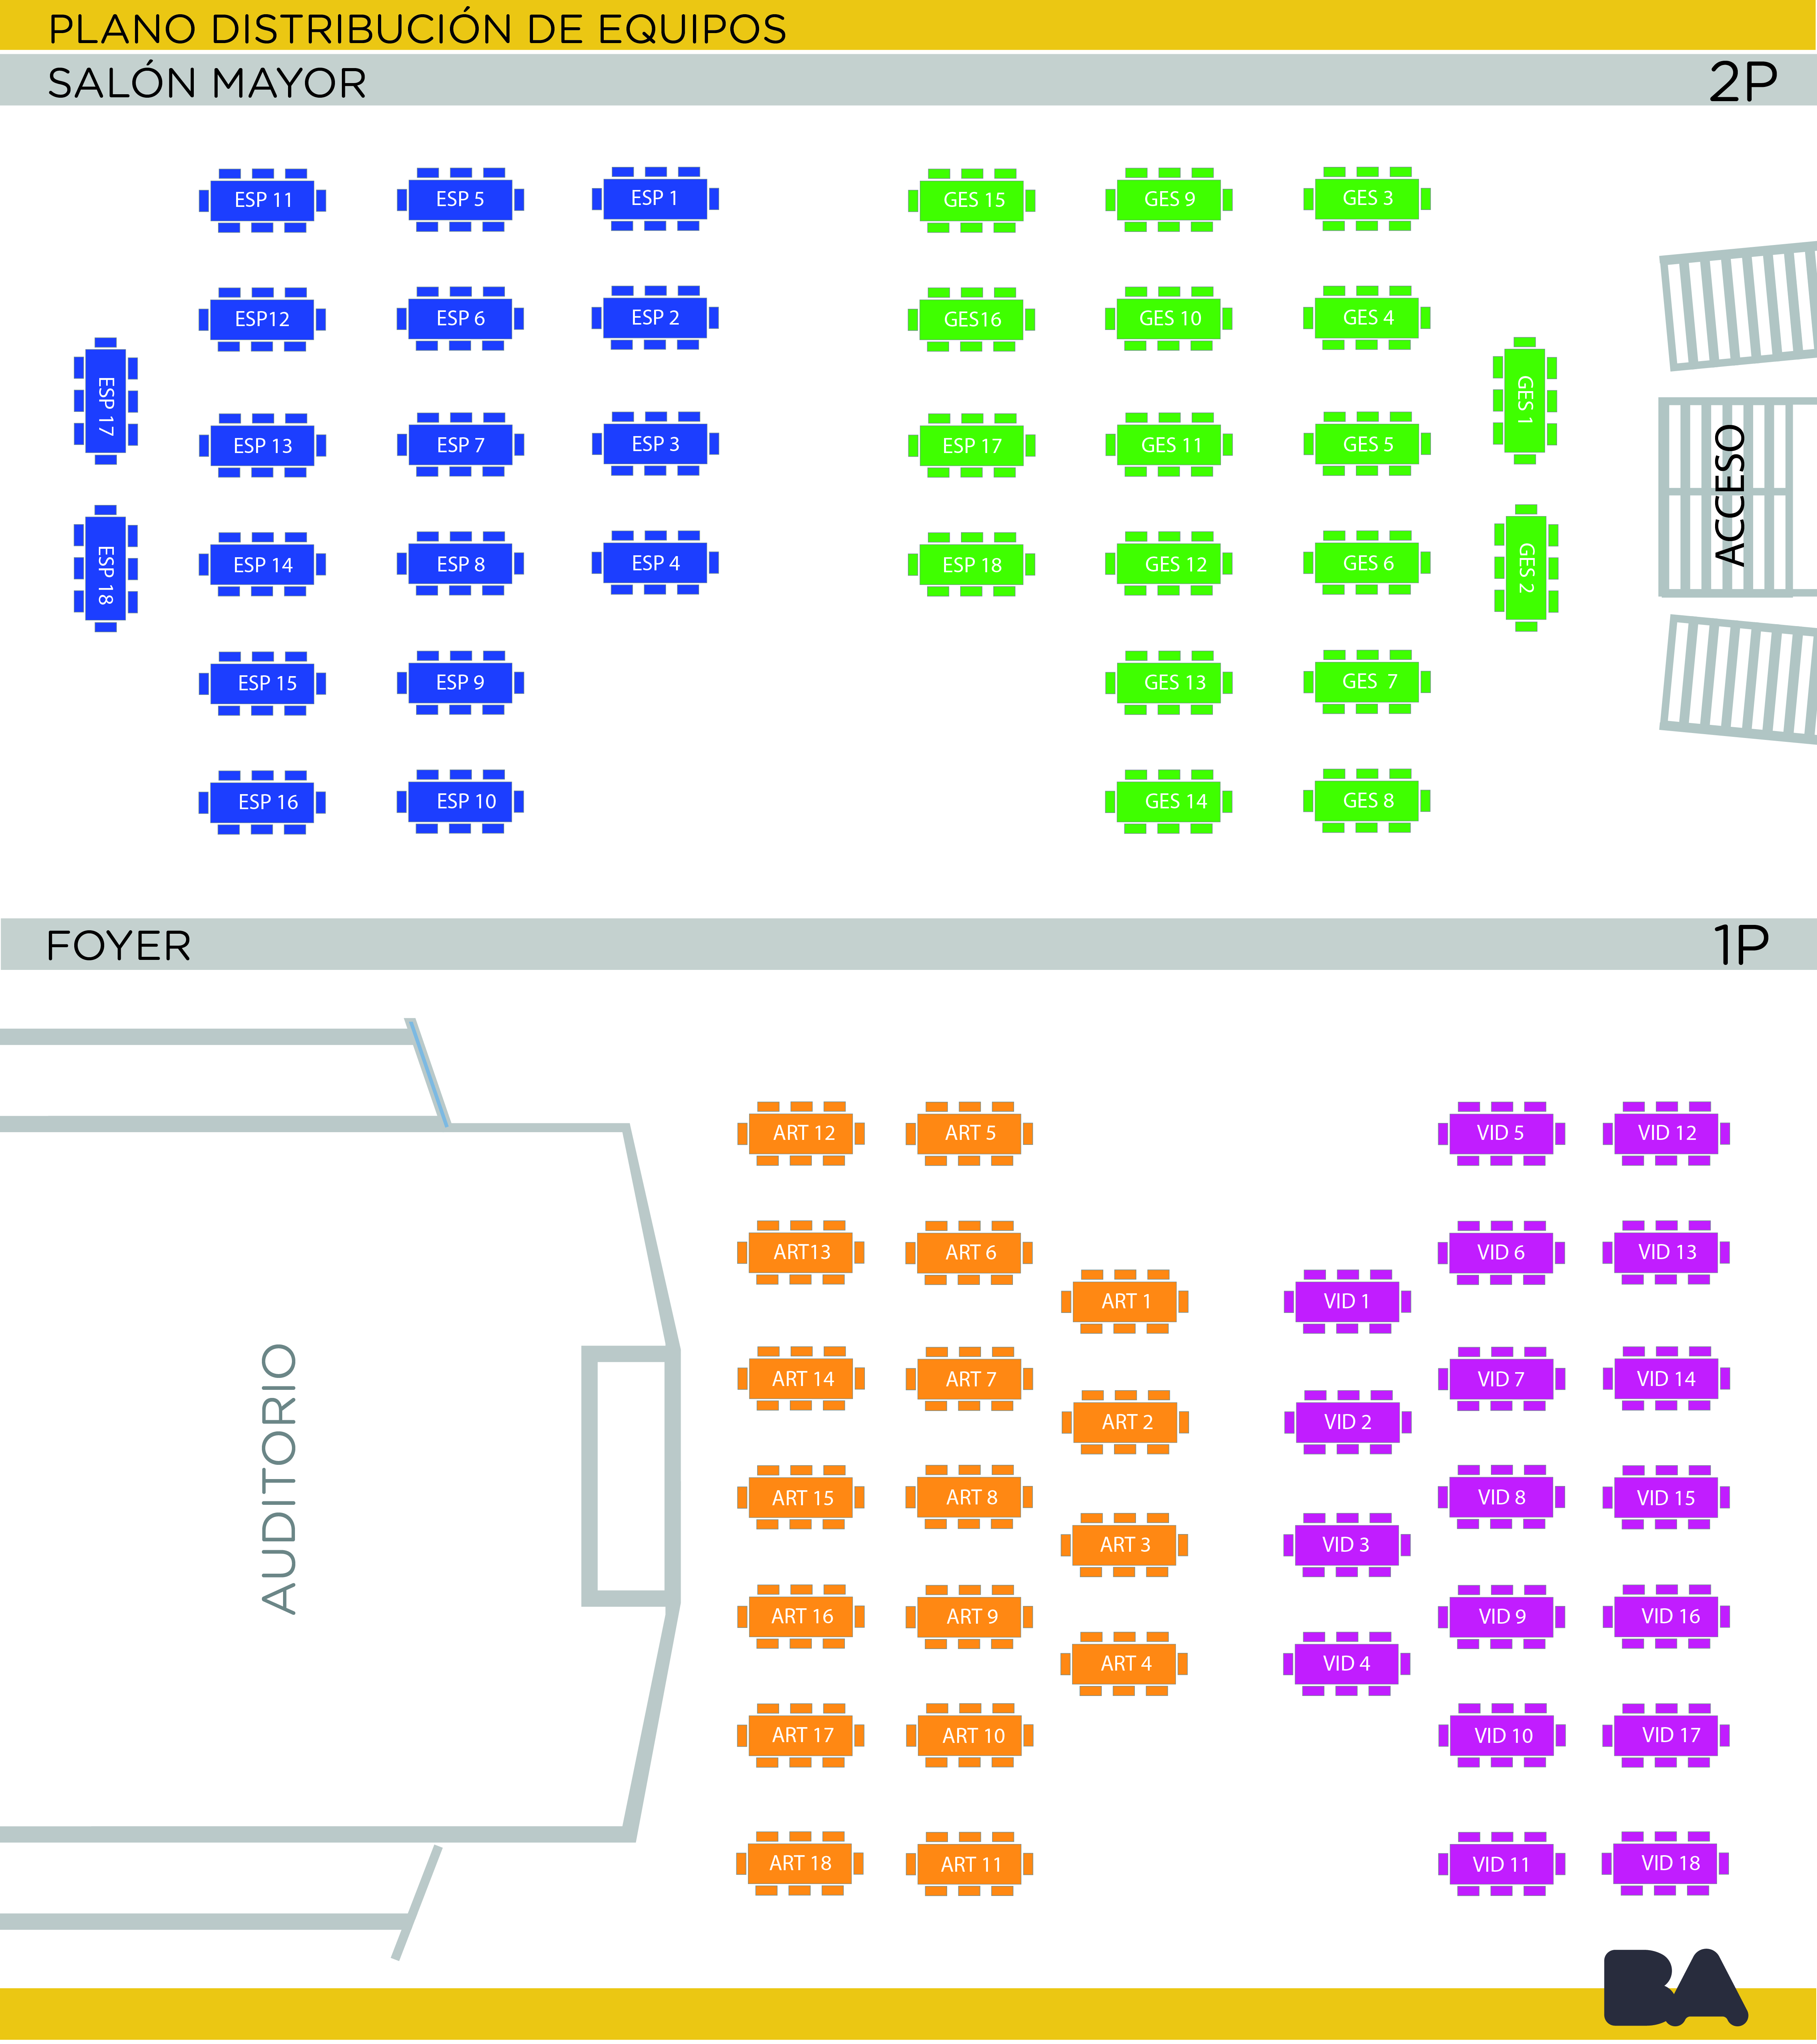 PLANO DISTRIBUCIÓN DE EQUIPOS
SALÓN MAYOR 2P
ESP 11 ESP 5 ESP 1 GES 15 GES 9 GES 3
ESP12 ESP 6 ESP 2 GES16 GES 10 GES 4
ESP 17 GES 1
ESP 13 ESP 7 ESP 3 ESP 17 GES 11 GES 5
ACCESO
ESP 14 ESP 8 ESP 4 ESP 18 GES 12 GES 6
ESP 18 GES 2
ESP 15 ESP 9 GES 13 GES 7
ESP 16 ESP 10 GES 14 GES 8
FOYER 1P
ART 12 ART 5 VID 5 VID 12
ART13 ART 6 VID 6 VID 13
ART 1 VID 1
ART 14 ART 7 VID 7 VID 14
ART 2 VID 2
AUDITORIO
ART 15 ART 8 VID 8 VID 15
ART 3 VID 3
ART 16 ART 9 VID 9 VID 16
ART 4 VID 4
ART 17 ART 10 VID 10 VID 17
ART 18 ART 11 VID 11 VID 18
BA